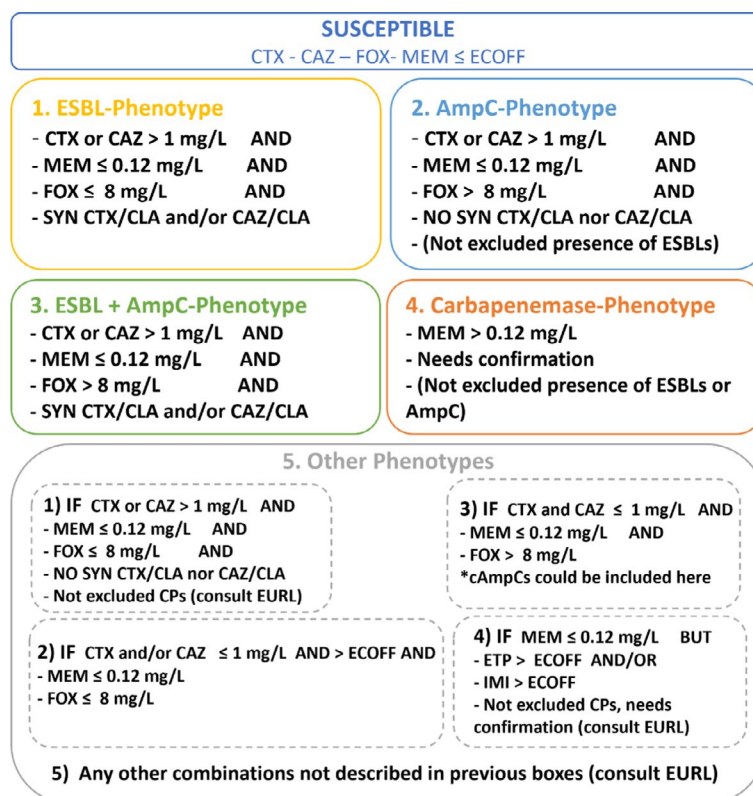 SUSCEPTIBLE
CTX - CAZ – FOX- MEM ≤ ECOFF
1. ESBL-Phenotype
- CTX or CAZ > 1 mg/L AND
- MEM ≤ 0.12 mg/L AND
- FOX ≤ 8 mg/L AND
- SYN CTX/CLA and/or CAZ/CLA
2. AmpC-Phenotype
- CTX or CAZ > 1 mg/L AND
- MEM ≤ 0.12 mg/L AND
- FOX > 8 mg/L AND
- NO SYN CTX/CLA nor CAZ/CLA
- (Not excluded presence of ESBLs)
3. ESBL + AmpC-Phenotype
- CTX or CAZ > 1 mg/L AND
- MEM ≤ 0.12 mg/L AND
- FOX > 8 mg/L AND
- SYN CTX/CLA and/or CAZ/CLA
4. Carbapenemase-Phenotype
- MEM > 0.12 mg/L
- Needs confirmation
- (Not excluded presence of ESBLs or
AmpC)
5. Other Phenotypes
1) IF CTX or CAZ > 1 mg/L AND
- MEM ≤ 0.12 mg/L AND
- FOX ≤ 8 mg/L AND
- NO SYN CTX/CLA nor CAZ/CLA
- Not excluded CPs (consult EURL)
2) IF CTX and/or CAZ ≤ 1 mg/L AND > ECOFF AND
- MEM ≤ 0.12 mg/L
- FOX ≤ 8 mg/L
3) IF CTX and CAZ ≤ 1 mg/L AND
- MEM ≤ 0.12 mg/L AND
- FOX > 8 mg/L
*cAmpCs could be included here
4) IF MEM ≤ 0.12 mg/L BUT
- ETP > ECOFF AND/OR
- IMI > ECOFF
- Not excluded CPs, needs
confirmation (consult EURL)
5) Any other combinations not described in previous boxes (consult EURL)